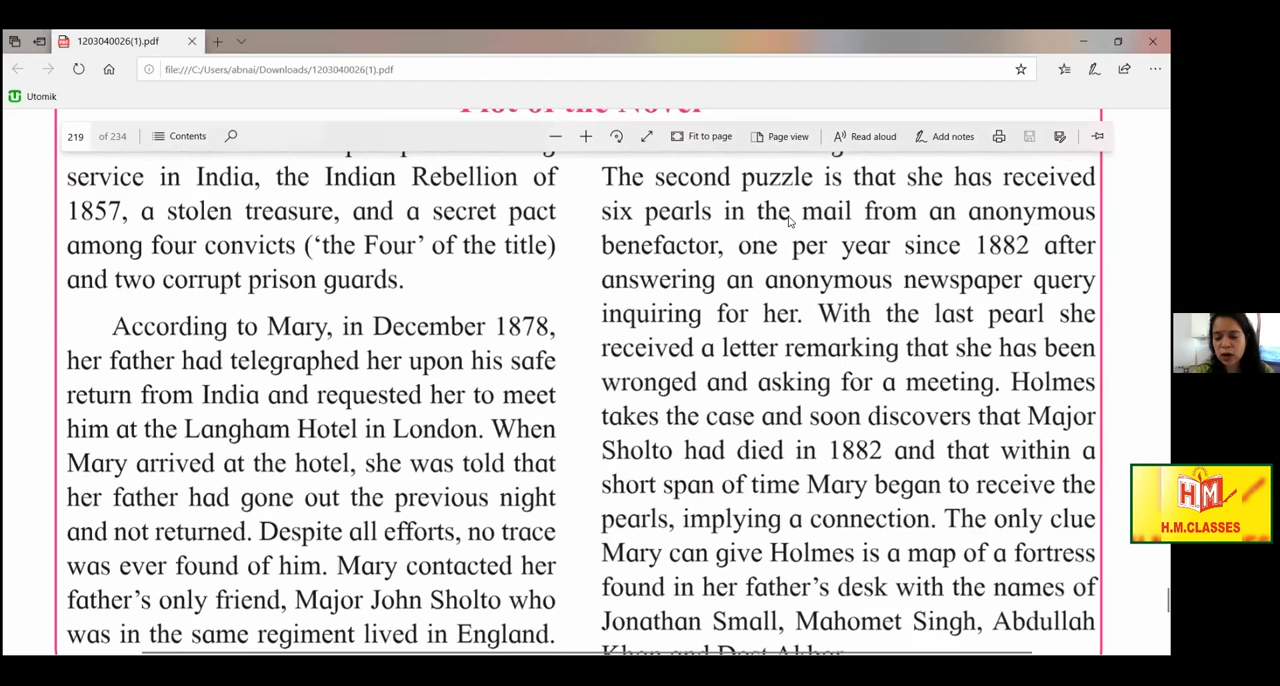 1203040026(1).pdf
file:///C:/Users/abnai/Downloads/1203040026(1).pdf
Utomik
Plot of the Novel
219 of 234
Contents
Fit to page
Page view
Read aloud
Add notes
service in India, the Indian Rebellion of
1857, a stolen treasure, and a secret pact
among four convicts (‘the Four’ of the title)
and two corrupt prison guards.
According to Mary, in December 1878,
her father had telegraphed her upon his safe
return from India and requested her to meet
him at the Langham Hotel in London. When
Mary arrived at the hotel, she was told that
her father had gone out the previous night
and not returned. Despite all efforts, no trace
was ever found of him. Mary contacted her
father’s only friend, Major John Sholto who
was in the same regiment lived in England.
The second puzzle is that she has received
six pearls in the mail from an anonymous
benefactor, one per year since 1882 after
answering an anonymous newspaper query
inquiring for her. With the last pearl she
received a letter remarking that she has been
wronged and asking for a meeting. Holmes
takes the case and soon discovers that Major
Sholto had died in 1882 and that within a
short span of time Mary began to receive the
pearls, implying a connection. The only clue
Mary can give Holmes is a map of a fortress
found in her father’s desk with the names of
Jonathan Small, Mahomet Singh, Abdullah
Khan and Dost Akbar.
HM
H.M.CLASSES